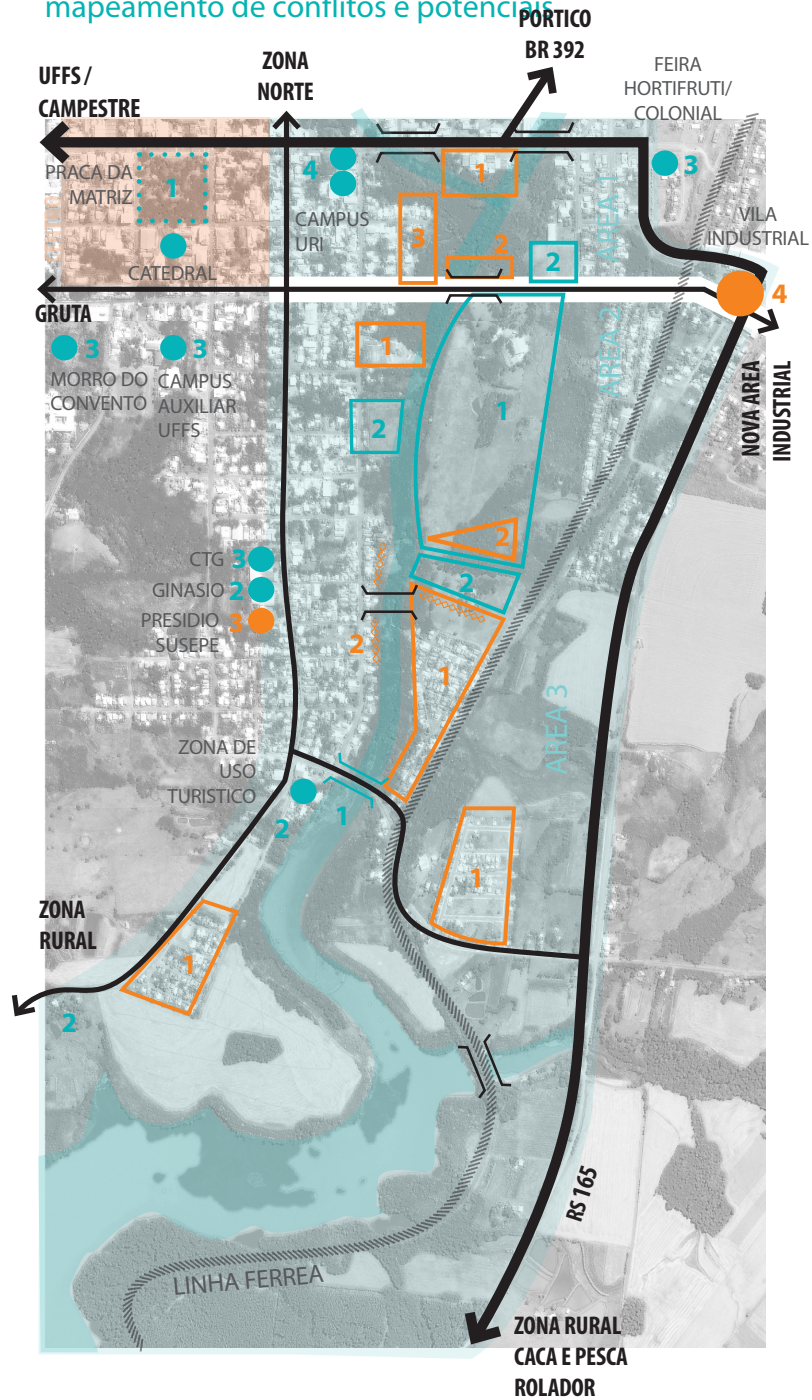 mapeamento de conflitos e potenciais
PORTICO
BR 392
UFFS /
CAMPESTRE
ZONA
NORTE
FEIRA
HORTIFRUTI/
COLONIAL
PRACA DA
MATRIZ
1
4
CAMPUS
URI
1
3
3
2
2
AREA 1
VILA
INDUSTRIAL
CATEDRAL
4
GRUTA
3
MORRO DO
CONVENTO
3
CAMPUS
AUXILIAR
UFFS
1
2
1
AREA 2
NOVA AREA
INDUSTRIAL
2
2
CTG 3
GINASIO 2
PRESIDIO 3
SUSEPE
2
1
AREA 3
ZONA DE
USO
TURISTICO
2
1
1
ZONA
RURAL
1
2
RS 165
LINHA FERREA
ZONA RURAL
CACA E PESCA
ROLADOR